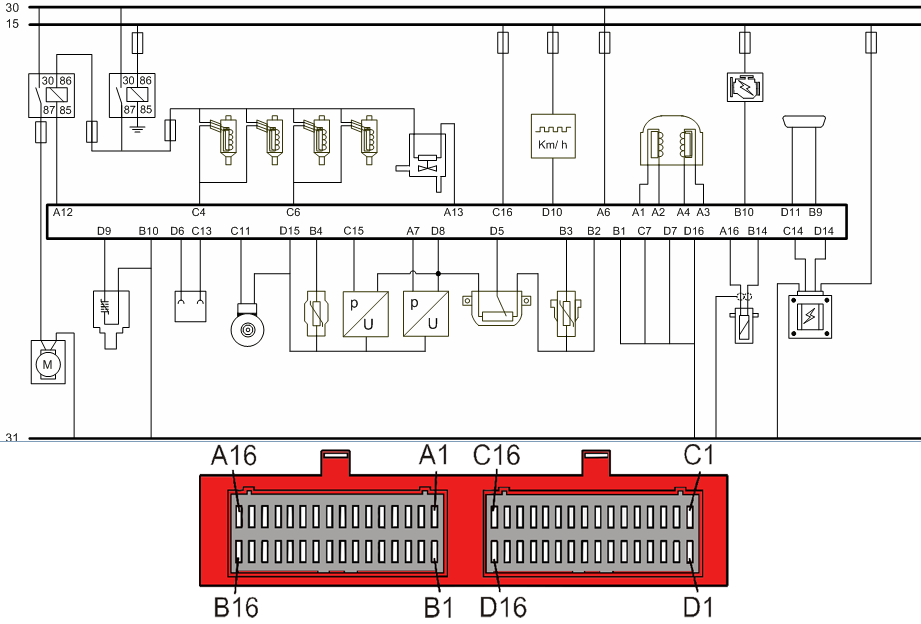 30
15
30 86
87 85
30 86
87 85
Km/ h
A12 C4 C6 A13 C16 D10 A6 A1 A2 A4 A3 B10 D11 B9
D9 B10 D6 C13 C11 D15 B4 C15 A7 D8 D5 B3 B2 B1 C7 D7 D16 A16 B14 C14 D14
p U
p U
M
31
A16 A1 C16 C1
B16 B1 D16 D1